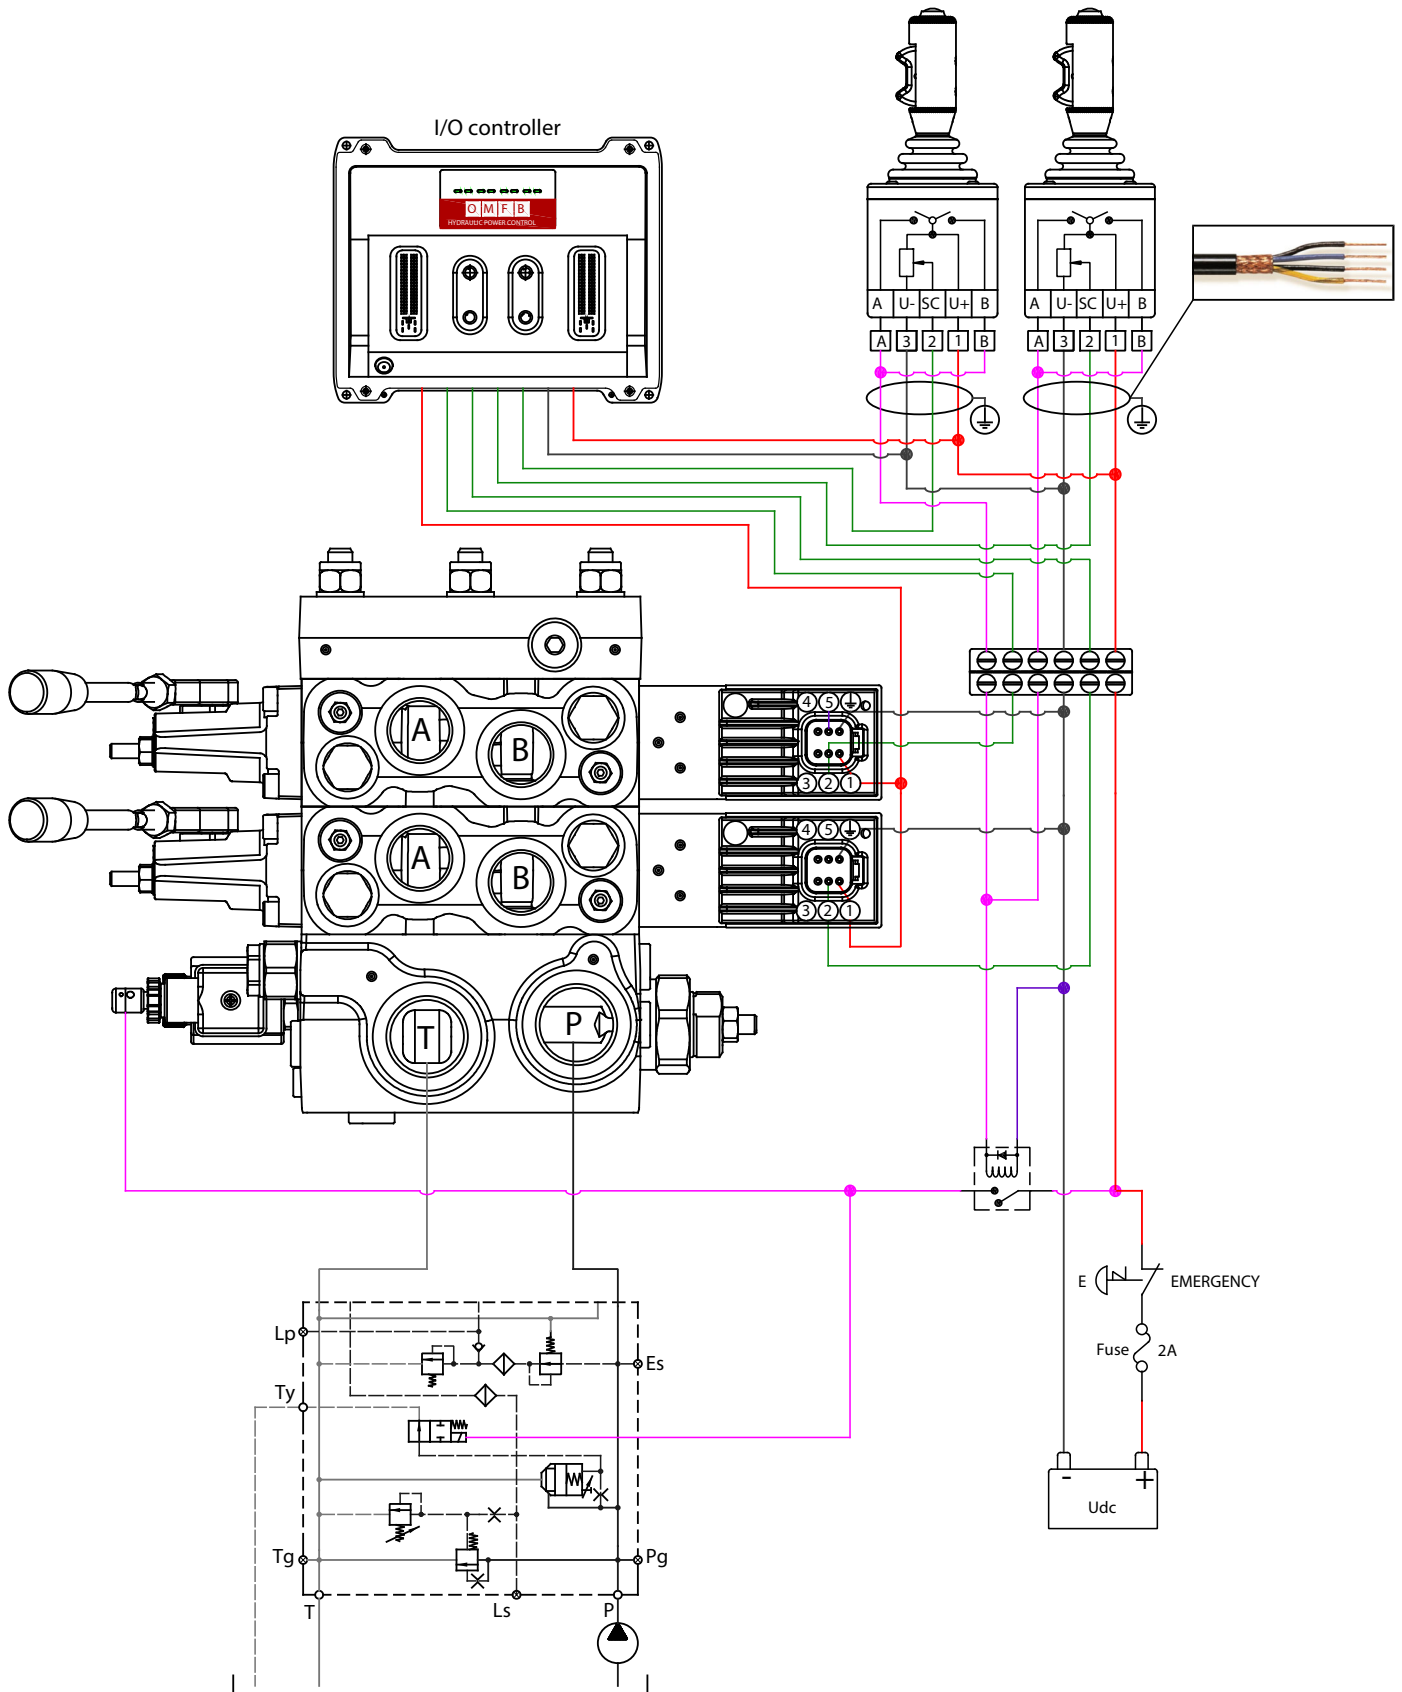 I/O controller
O M F B
HYDRAULIC POWER CONTROL
A U- SC U+ B
A 3 2 1 B
A U- SC U+ B
A 3 2 1 B
A
B
4 5
3 2 1
A
B
4 5
3 2 1
T
P
E
EMERGENCY
Fuse
2A
Lp
Es
Ty
Tg
Pg
T
Ls
P
- +
Udc